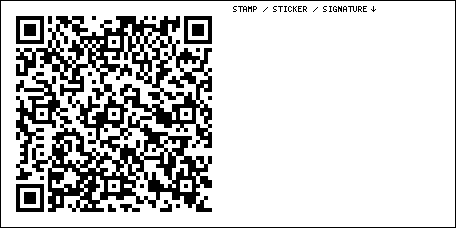 STAMP / STICKER / SIGNATURE ↓